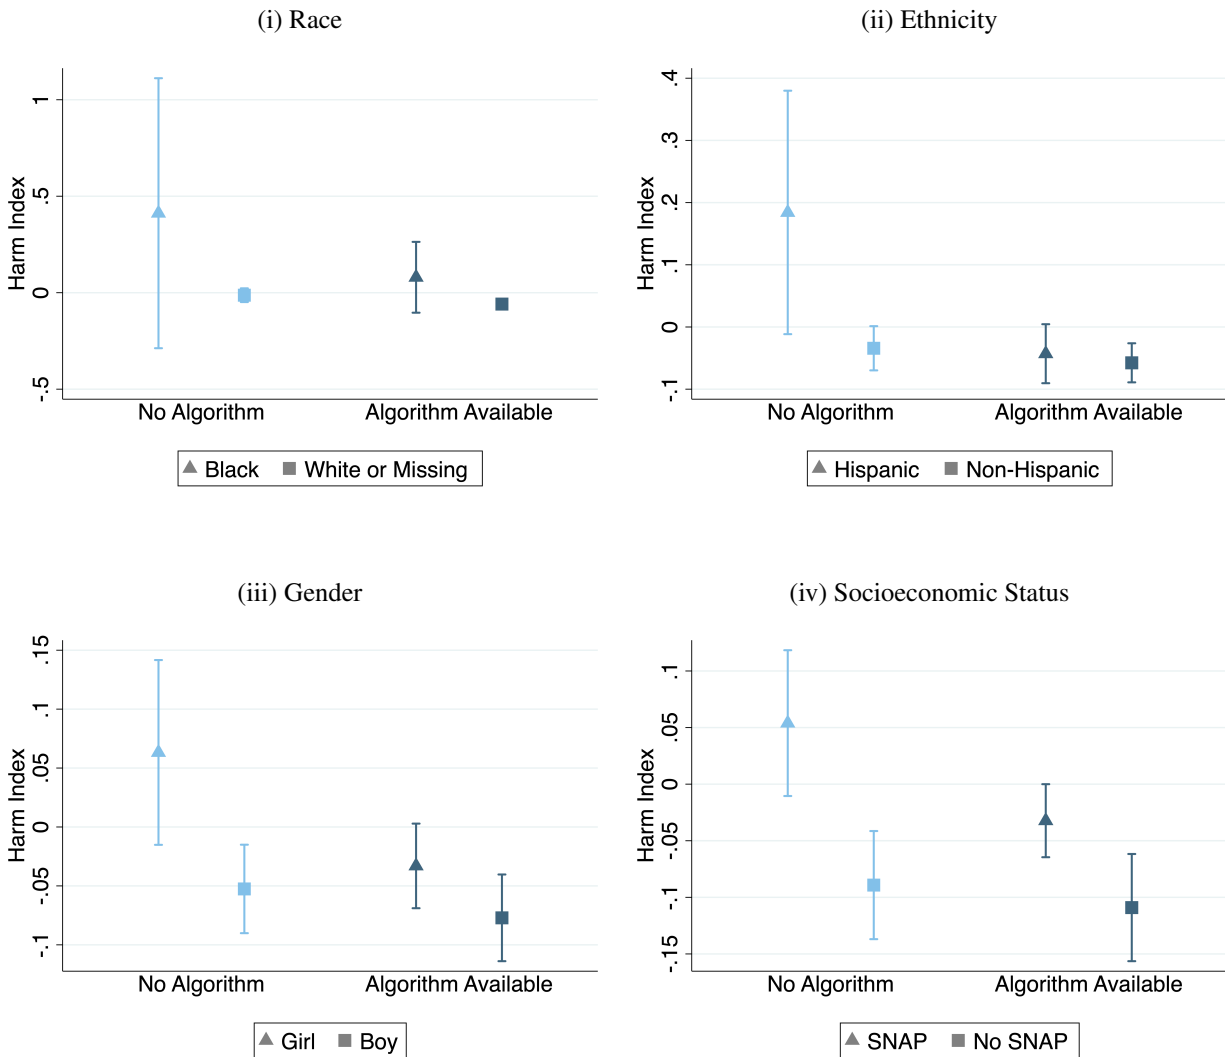 (i) Race
Harm Index
1
.5
0
-.5
No Algorithm Algorithm Available
Black White or Missing
(ii) Ethnicity
Harm Index
.4
.3
.2
.1
0
-.1
No Algorithm Algorithm Available
Hispanic Non-Hispanic
(iii) Gender
Harm Index
.15
.1
.05
0
-.05
-.1
No Algorithm Algorithm Available
Girl Boy
(iv) Socioeconomic Status
Harm Index
.1
.05
0
-.05
-.1
-.15
No Algorithm Algorithm Available
SNAP No SNAP